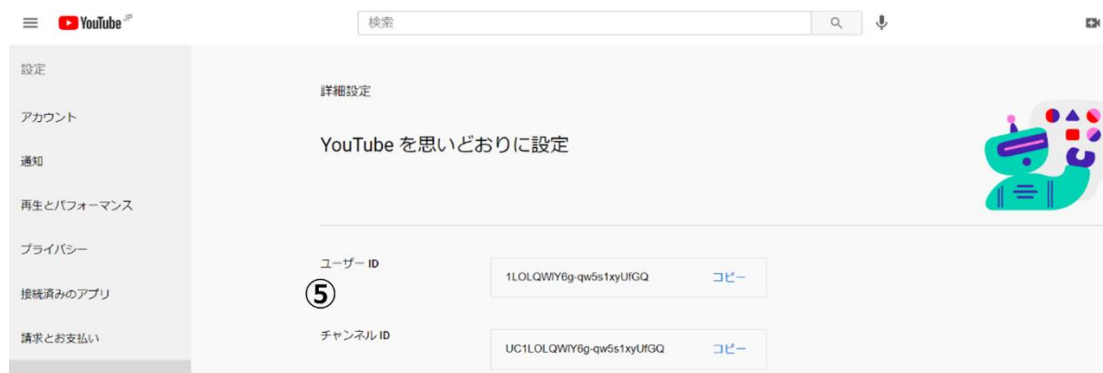 YouTube JP
検索
設定
アカウント
通知
再生とパフォーマンス
プライバシー
接続済みのアプリ
請求とお支払い
詳細設定
YouTube を思いどおりに設定
ユーザー ID
1LOLQWIY6g-qw5s1xyUfGQ コピー
⑤
チャンネル ID
UC1LOLQWIY6g-qw5s1xyUfGQ コピー